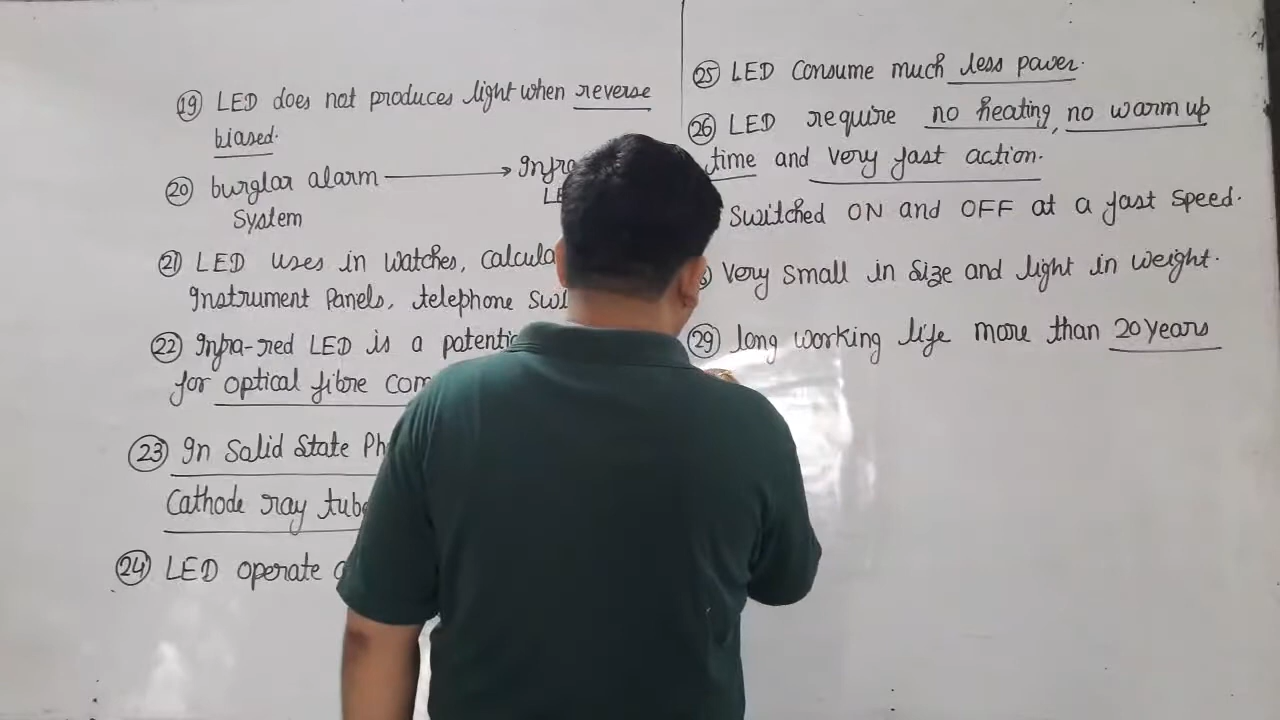 19 LED does not produces light when reverse
biased.
20 burglar alarm → Infra
System
21 LED uses in watches, calcula
Instrument Panels, telephone swi
22 Infra-red LED is a potentic
for optical fibre com
23 In Solid State Ph
Cathode ray tube
24 LED operate
25 LED Consume much less power.
26 LED require no heating, no warm up
time and very fast action.
Switched ON and OFF at a fast speed.
Very small in size and light in weight.
29 long working life more than 20 years